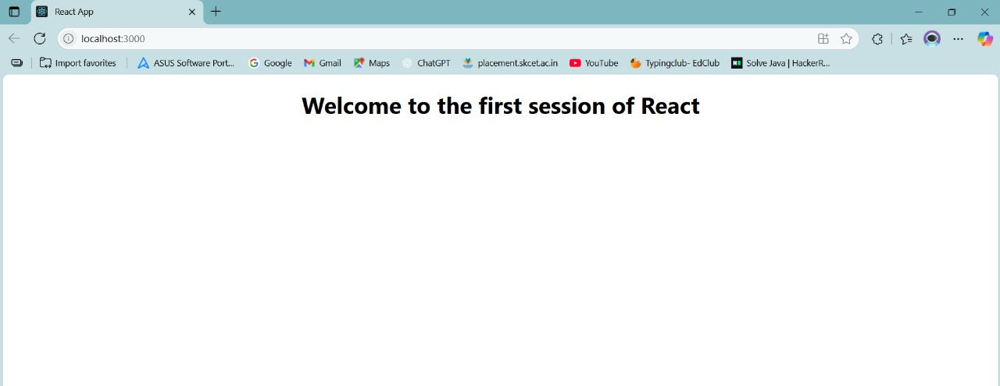 React App
localhost:3000
Import favorites ASUS Software Port... Google Gmail Maps ChatGPT placement.skcet.ac.in YouTube Typingclub- EdClub Solve Java | HackerR...
Welcome to the first session of React